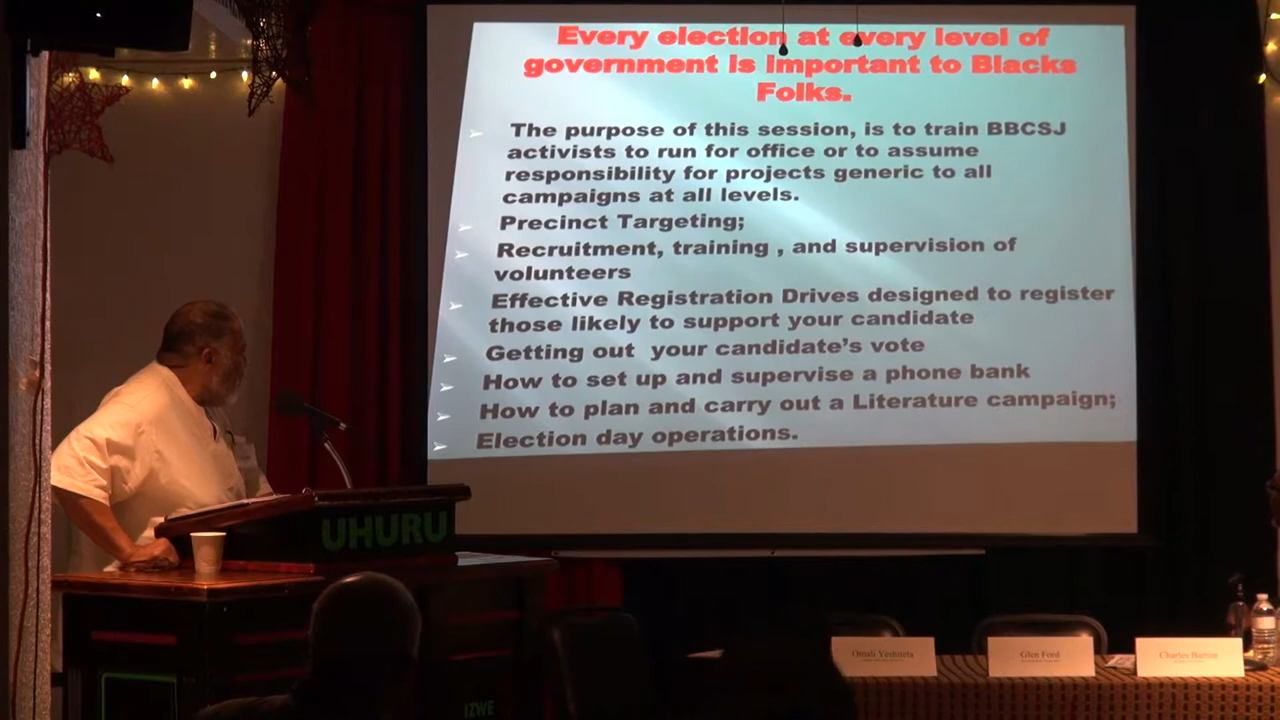 Every election at every level of
government is important to Blacks
Folks.
The purpose of this session, is to train BBCSJ
activists to run for office or to assume
responsibility for projects generic to all
campaigns at all levels.
Precinct Targeting;
Recruitment, training , and supervision of
volunteers
Effective Registration Drives designed to register
those likely to support your candidate
Getting out your candidate's vote
How to set up and supervise a phone bank
How to plan and carry out a Literature campaign;
Election day operations.
UHURU
IZWE
Omali Yeshitela
Glen Ford
Charles Barron